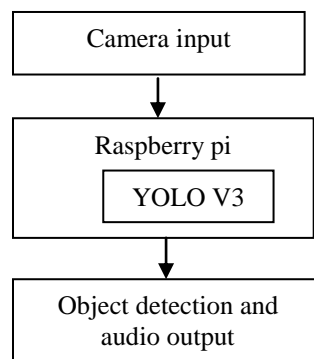 Camera input
Raspberry pi
YOLO V3
Object detection and
audio output